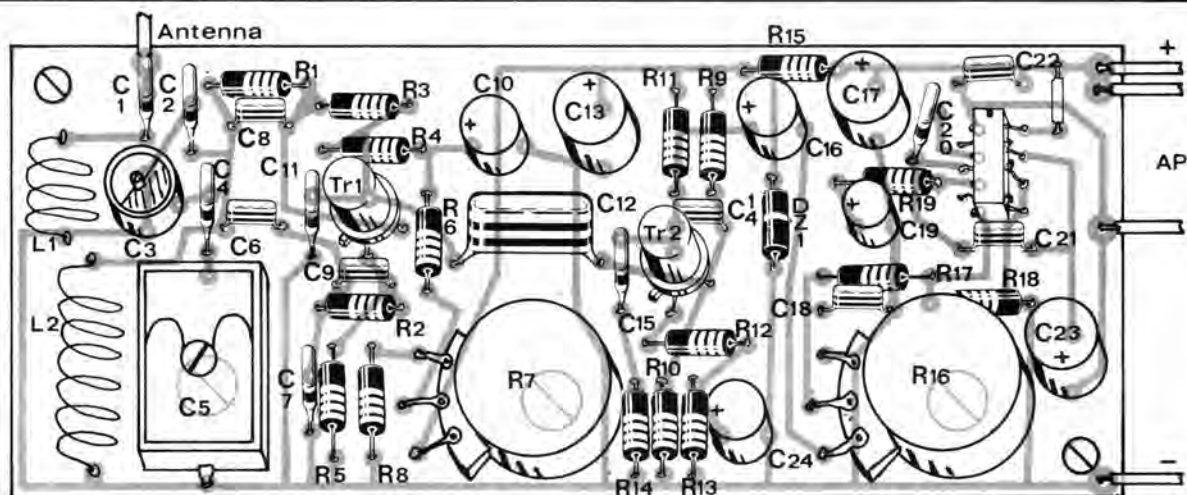 Antenna
R15
+
C1
C2
R1
R3
C10
C13
R11
R9
C17
C22
C8
C20
R4
C16
C11
C4
Tr1
R6
C12
C14
DZ1
R19
AP
L1
C3
C6
Tr2
C19
C21
C9
R17
R18
L2
R2
C15
R12
C18
C23
C5
C7
R7
R10
R16
+
R5
R8
R14
R13
C24
−